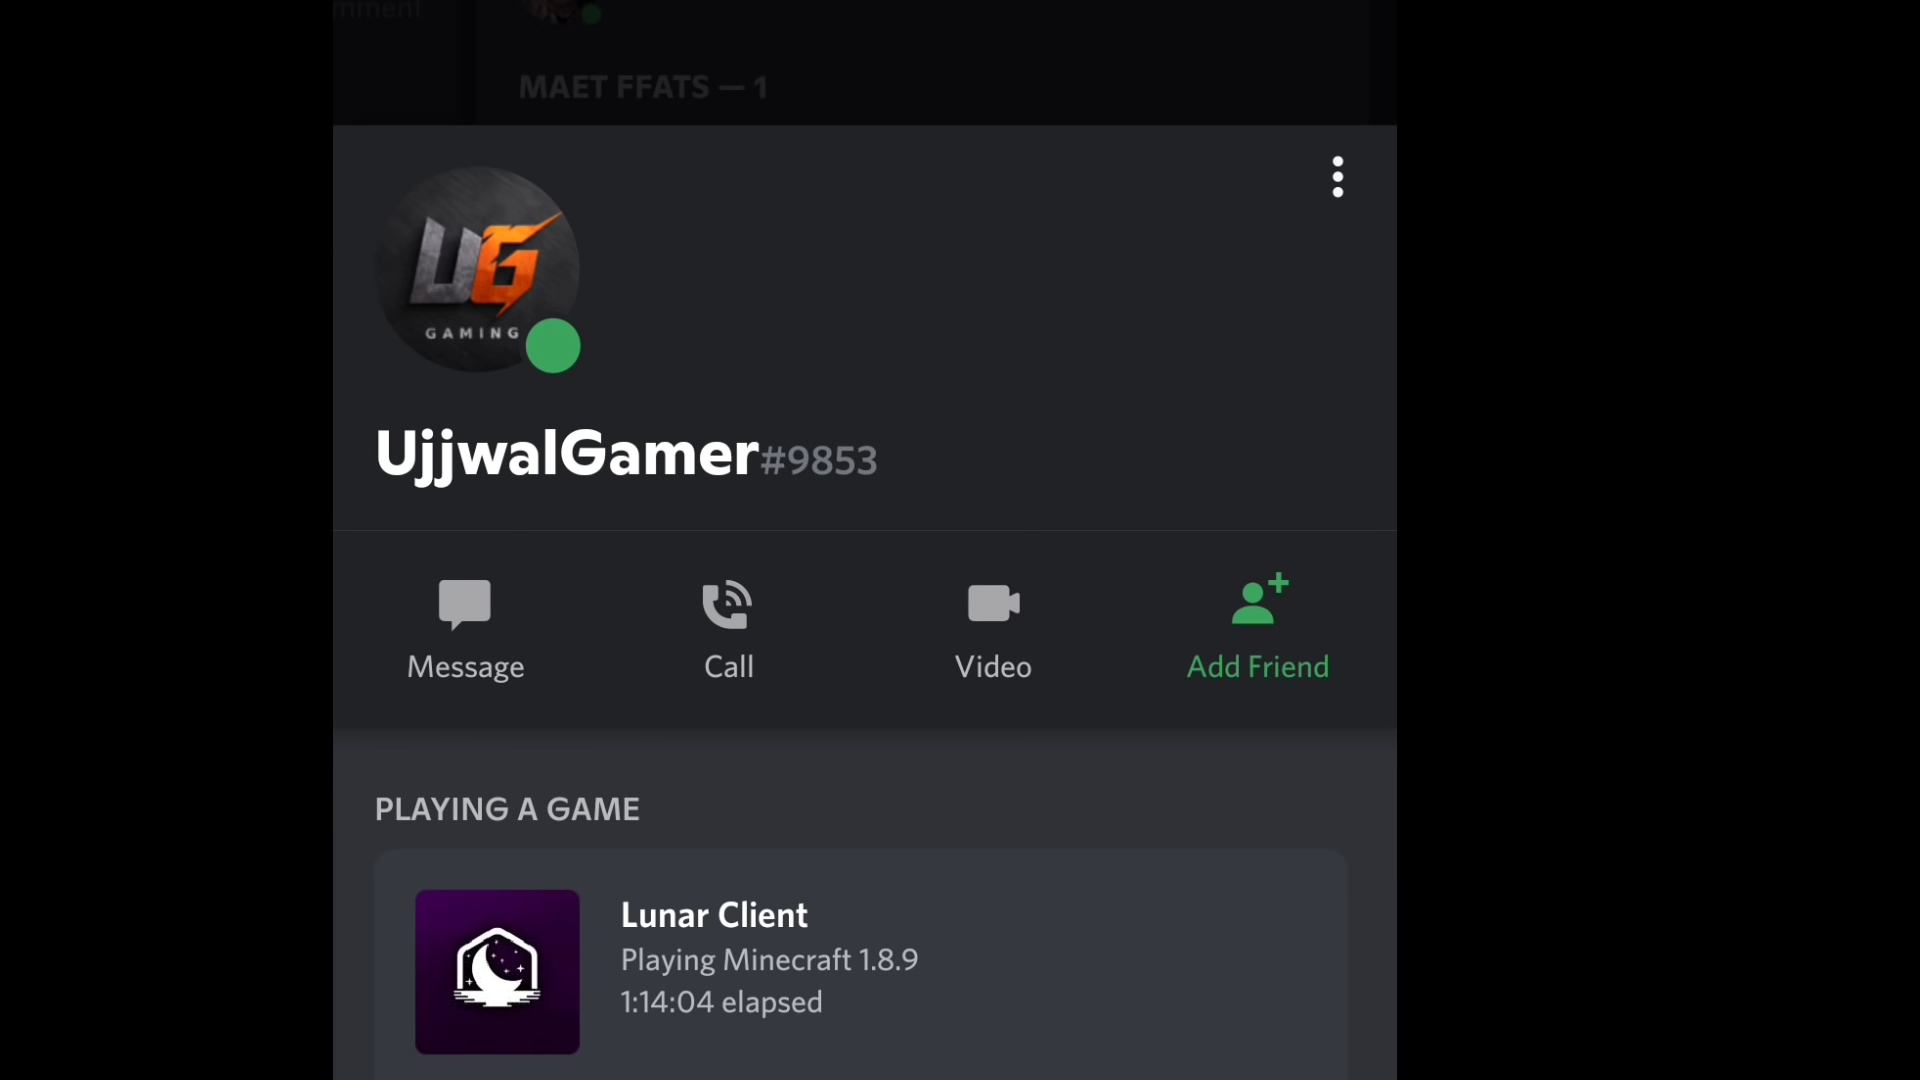 mment
MAET FFATS — 1
UG
GAMING
UjjwalGamer#9853
Message
Call
Video
Add Friend
PLAYING A GAME
Lunar Client
Playing Minecraft 1.8.9
1:14:04 elapsed